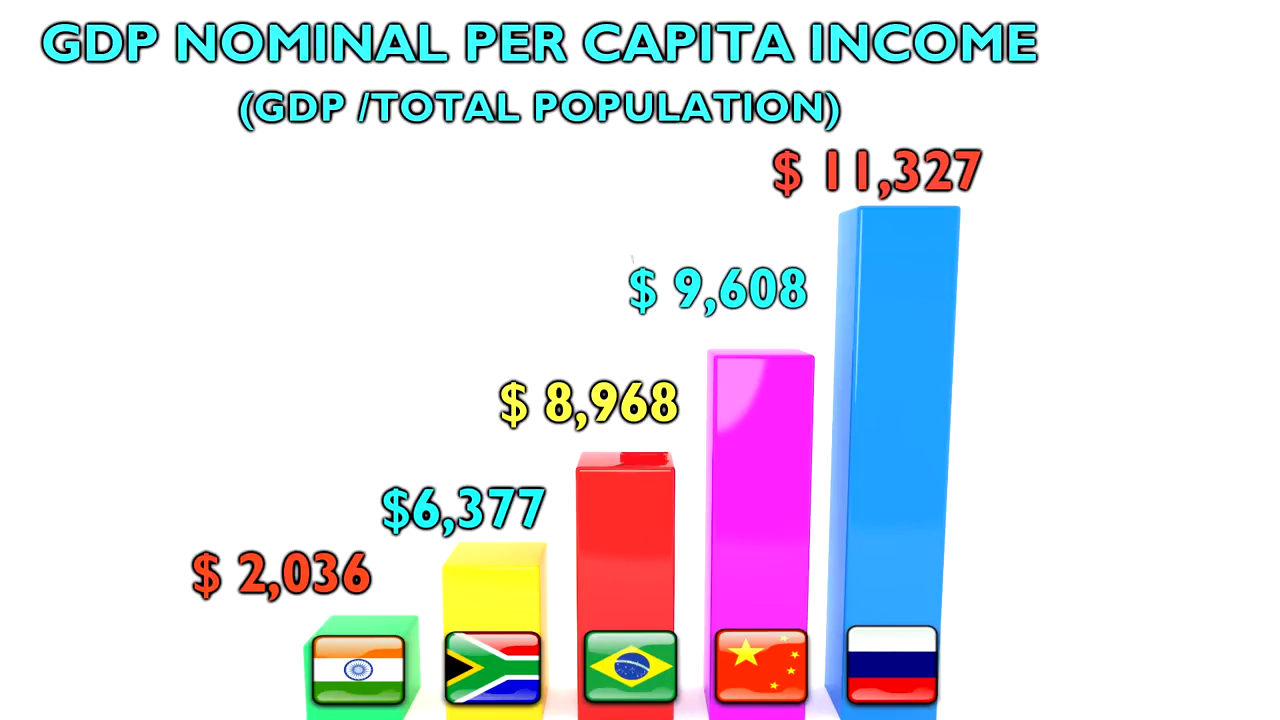 GDP NOMINAL PER CAPITA INCOME
(GDP /TOTAL POPULATION)
$ 11,327
$ 9,608
$ 8,968
$6,377
$ 2,036